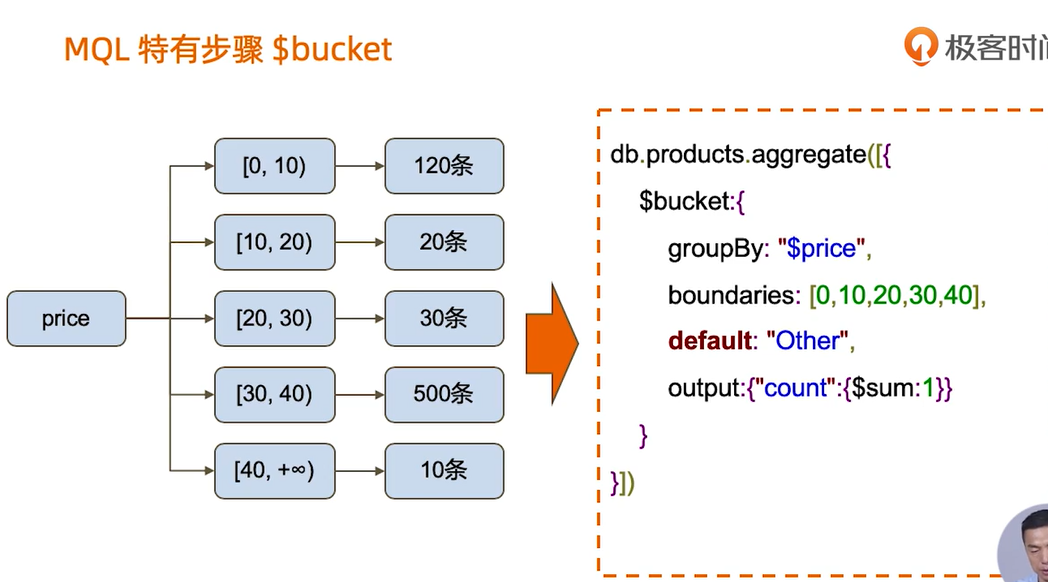 MQL 特有步骤 $bucket
极客时间
price
[0, 10)
120条
[10, 20)
20条
[20, 30)
30条
[30, 40)
500条
[40, +∞)
10条
db.products.aggregate([{
$bucket:{
groupBy: "$price",
boundaries: [0,10,20,30,40],
default: "Other",
output:{"count":{$sum:1}}
}
}])